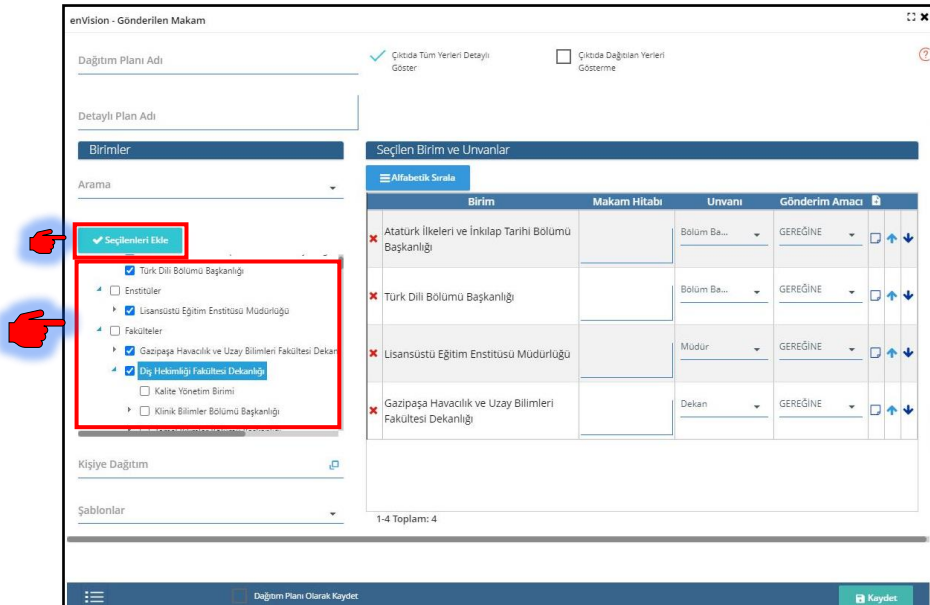 enVision - Gönderilen Makam
Dağıtım Planı Adı
Çıktıda Tüm Yerleri Detaylı
Göster
Çıktıda Dağıtılan Yerleri
Gösterme
Detaylı Plan Adı
Birimler
Seçilen Birim ve Unvanlar
Arama
Alfabetik Sırala
Birim
Makam Hitabı
Unvanı
Gönderim Amacı
Seçilenleri Ekle
Türk Dili Bölümü Başkanlığı
Enstitüler
Lisansüstü Eğitim Enstitüsü Müdürlüğü
Fakülteler
Gazipaşa Havacılık ve Uzay Bilimleri Fakültesi Dekan
Diş Hekimliği Fakültesi Dekanlığı
Kalite Yönetim Birimi
Klinik Bilimler Bölümü Başkanlığı
Atatürk İlkeleri ve İnkılap Tarihi Bölümü
Başkanlığı
Bölüm Ba...
GEREĞİNE
Türk Dili Bölümü Başkanlığı
Bölüm Ba...
GEREĞİNE
Lisansüstü Eğitim Enstitüsü Müdürlüğü
Müdür
GEREĞİNE
Gazipaşa Havacılık ve Uzay Bilimleri
Fakültesi Dekanlığı
Dekan
GEREĞİNE
Kişiye Dağıtım
Şablonlar
1-4 Toplam: 4
Dağıtım Planı Olarak Kaydet
Kaydet